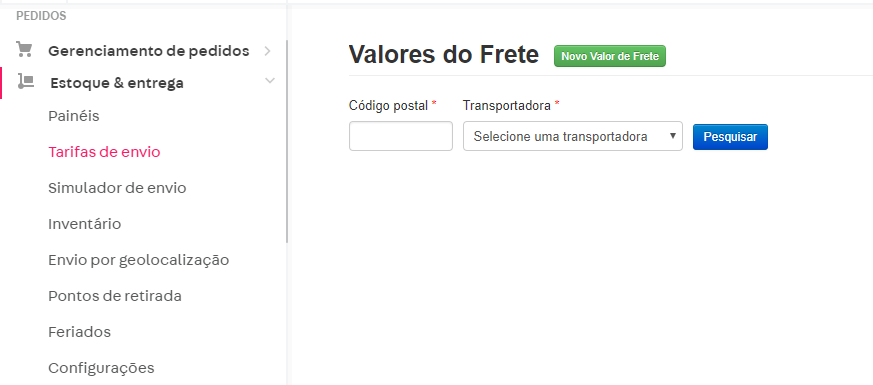 PEDIDOS
Gerenciamento de pedidos
Estoque & entrega
Painéis
Tarifas de envio
Simulador de envio
Inventário
Envio por geolocalização
Pontos de retirada
Feriados
Configurações
Valores do Frete Novo Valor de Frete
Código postal * Transportadora *
Selecione uma transportadora Pesquisar